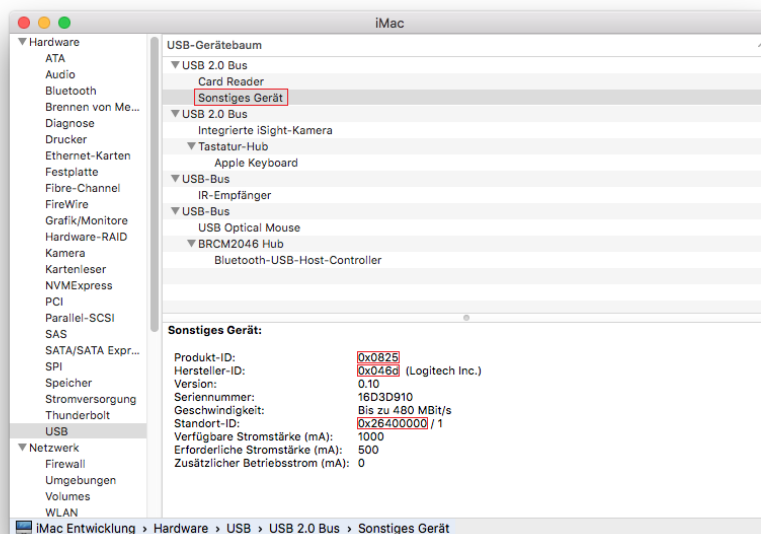 iMac
Hardware
ATA
Audio
Bluetooth
Brennen von Me...
Diagnose
Drucker
Ethernet-Karten
Festplatte
Fibre-Channel
FireWire
Grafik/Monitore
Hardware-RAID
Kamera
Kartenleser
NVMExpress
PCI
Parallel-SCSI
SAS
SATA/SATA Expr...
SPI
Speicher
Stromversorgung
Thunderbolt
USB
Netzwerk
Firewall
Umgebungen
Volumes
WLAN
USB-Gerätebaum
USB 2.0 Bus
Card Reader
Sonstiges Gerät
USB 2.0 Bus
Integrierte iSight-Kamera
Tastatur-Hub
Apple Keyboard
USB-Bus
IR-Empfänger
USB-Bus
USB Optical Mouse
BRCM2046 Hub
Bluetooth-USB-Host-Controller
Sonstiges Gerät:
Produkt-ID: 0x0825
Hersteller-ID: 0x046d (Logitech Inc.)
Version: 0.10
Seriennummer: 16D3D910
Geschwindigkeit: Bis zu 480 MBit/s
Standort-ID: 0x26400000 / 1
Verfügbare Stromstärke (mA): 1000
Erforderliche Stromstärke (mA): 500
Zusätzlicher Betriebsstrom (mA): 0
iMac Entwicklung › Hardware › USB › USB 2.0 Bus › Sonstiges Gerät